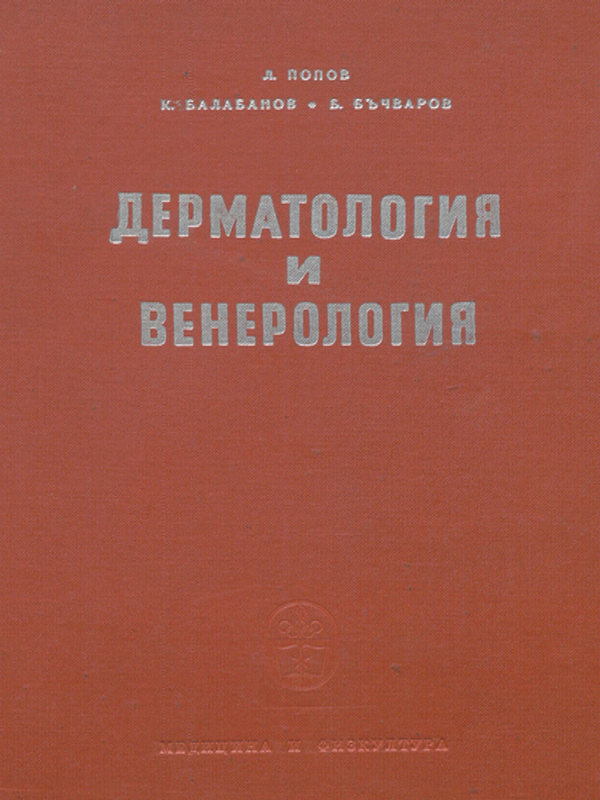 Л. ПОПОВ
К. БАЛАБАНОВ • Б. БЪЧВАРОВ
ДЕРМАТОЛОГИЯ
И
ВЕНЕРОЛОГИЯ
МЕДИЦИНА И ФИЗКУЛТУРА